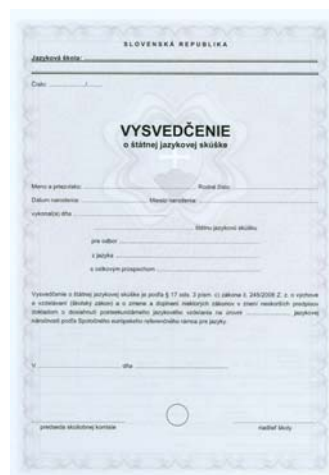 SLOVENSKÁ REPUBLIKA
Jazyková škola:
Číslo: ............/.........
VYSVEDČENIE
o štátnej jazykovej skúške
Meno a priezvisko: Rodné číslo:
Dátum narodenia: Miesto narodenia:
vykonal(a) dňa štátnu jazykovú skúšku
pre odbor
z jazyka
s celkovým prospechom
Vysvedčenie o štátnej jazykovej skúške je podľa § 17 ods. 3 písm. c) zákona č. 245/2008 Z. z. o výchove
a vzdelávaní (školský zákon) a o zmene a doplnení niektorých zákonov v znení neskorších predpisov
dokladom o dosiahnutí postsekundárneho jazykového vzdelania na úrovni .............. jazykovej
náročnosti podľa Spoločného európskeho referenčného rámca pre jazyky.
V dňa
predseda skúšobnej komisie riaditeľ školy